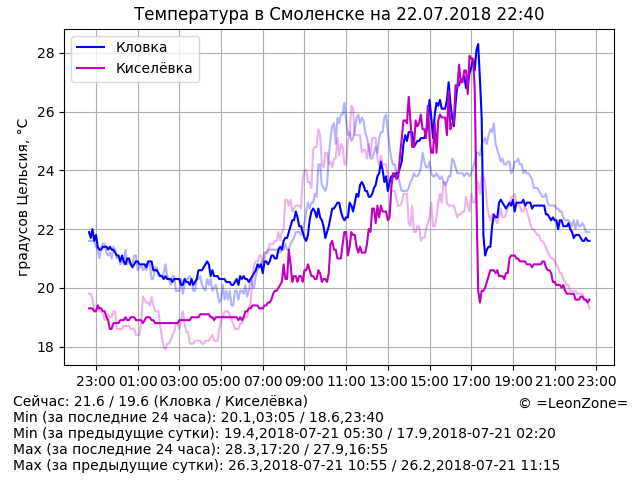 Температура в Смоленске на 22.07.2018 22:40
Кловка
Киселёвка
градусов Цельсия, °C
28
26
24
22
20
18
23:00 01:00 03:00 05:00 07:00 09:00 11:00 13:00 15:00 17:00 19:00 21:00 23:00
Сейчас: 21.6 / 19.6 (Кловка / Киселёвка)
© =LeonZone=
Min (за последние 24 часа): 20.1,03:05 / 18.6,23:40
Min (за предыдущие сутки): 19.4,2018-07-21 05:30 / 17.9,2018-07-21 02:20
Max (за последние 24 часа): 28.3,17:20 / 27.9,16:55
Max (за предыдущие сутки): 26.3,2018-07-21 10:55 / 26.2,2018-07-21 11:15